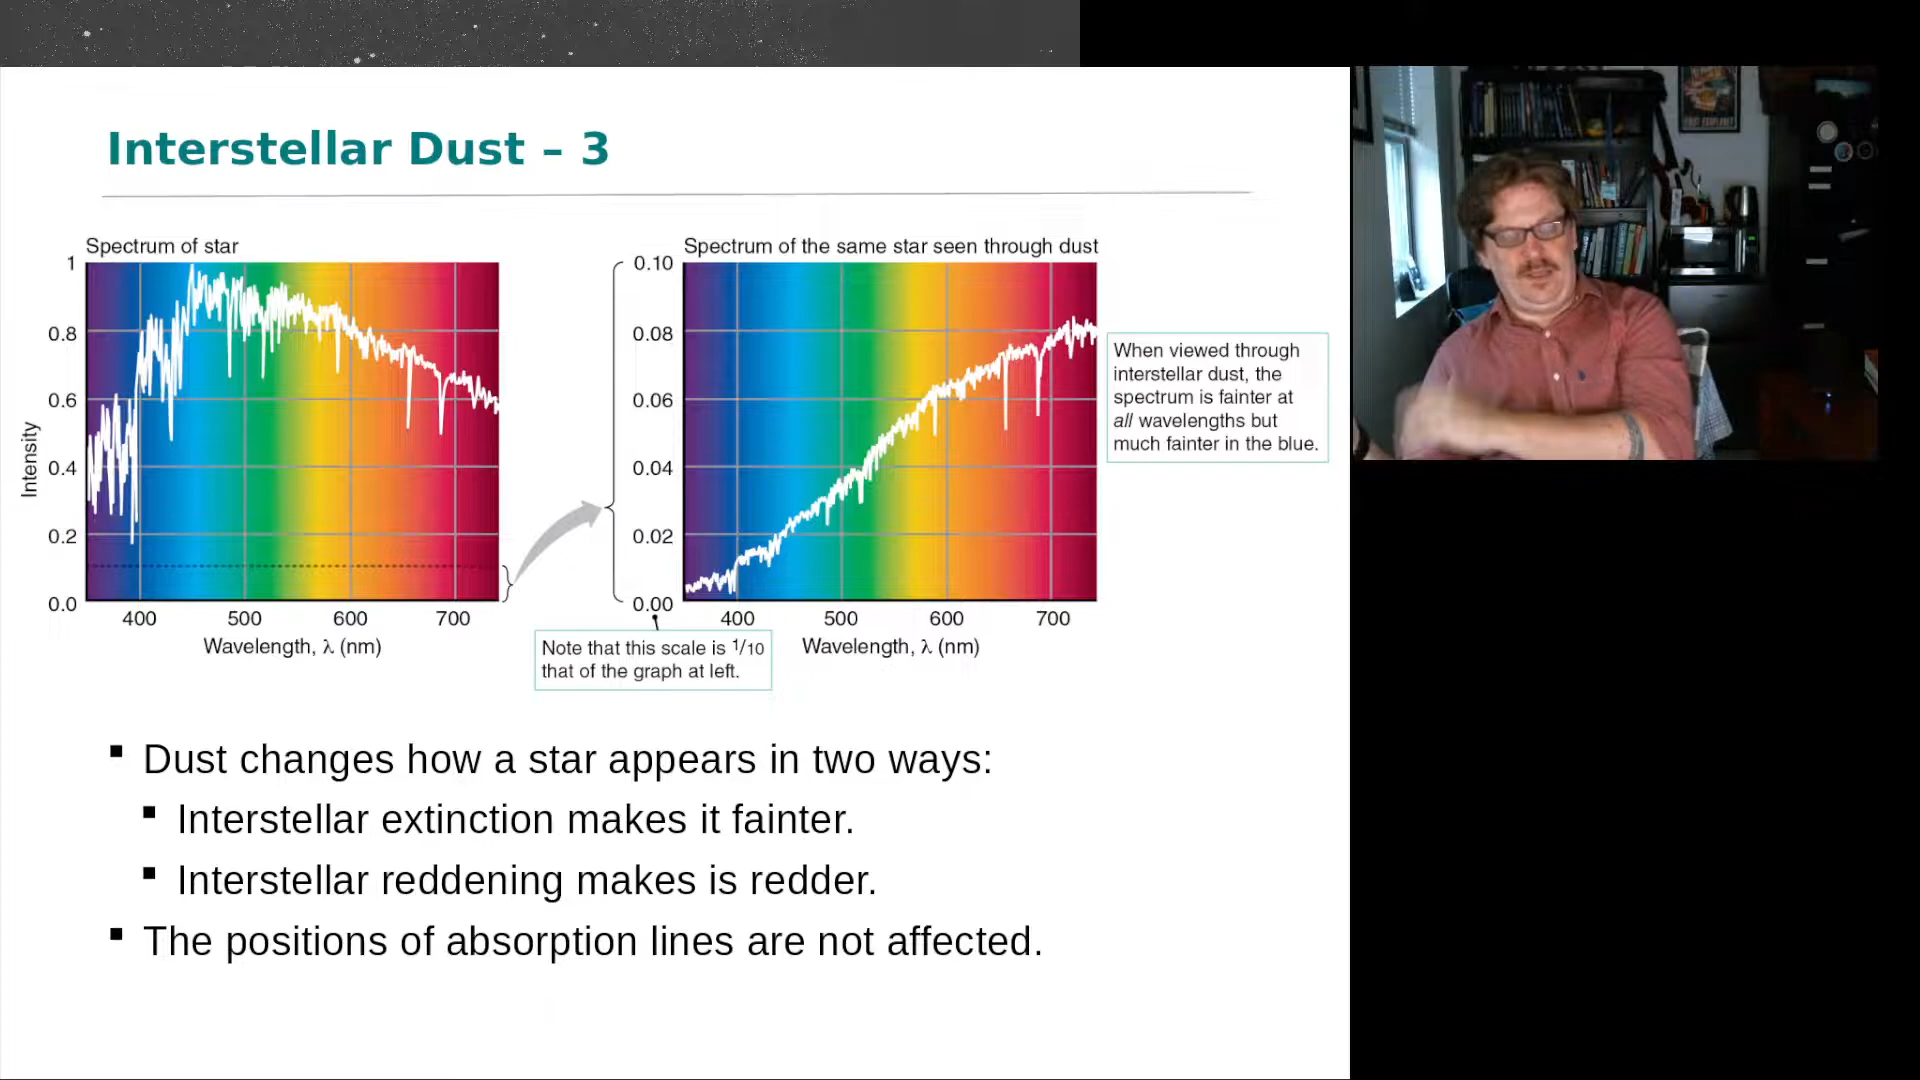 Interstellar Dust – 3
Spectrum of star
1
0.8
0.6
0.4
0.2
0.0
Intensity
400 500 600 700
Wavelength, λ (nm)
Spectrum of the same star seen through dust
0.10
0.08
0.06
0.04
0.02
0.00
400 500 600 700
Wavelength, λ (nm)
Note that this scale is 1/10
that of the graph at left.
When viewed through
interstellar dust, the
spectrum is fainter at
all wavelengths but
much fainter in the blue.
Dust changes how a star appears in two ways:
Interstellar extinction makes it fainter.
Interstellar reddening makes is redder.
The positions of absorption lines are not affected.